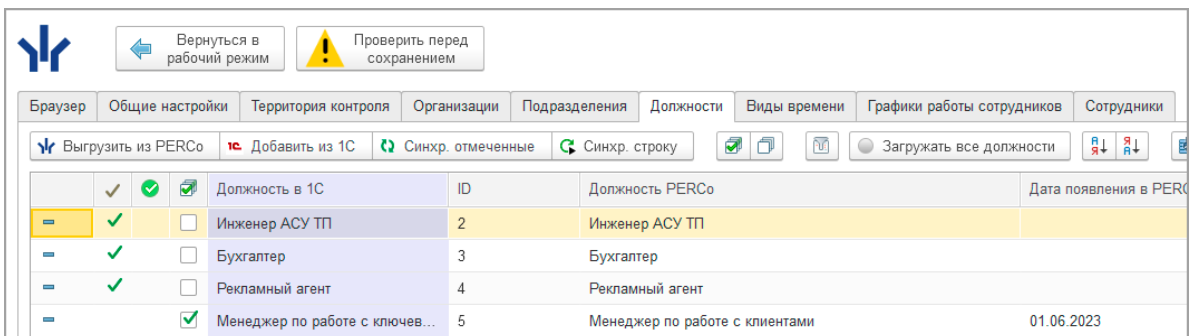 Вернуться в рабочий режим
Проверить перед сохранением
Браузер Общие настройки Территория контроля Организации Подразделения Должности Виды времени Графики работы сотрудников Сотрудники
Выгрузить из PERCo 1С Добавить из 1С Синхр. отмеченные Синхр. строку Загружать все должности
Должность в 1С ID Должность PERCo Дата появления в PERC
Инженер АСУ ТП 2 Инженер АСУ ТП
Бухгалтер 3 Бухгалтер
Рекламный агент 4 Рекламный агент
Менеджер по работе с ключев... 5 Менеджер по работе с клиентами 01.06.2023